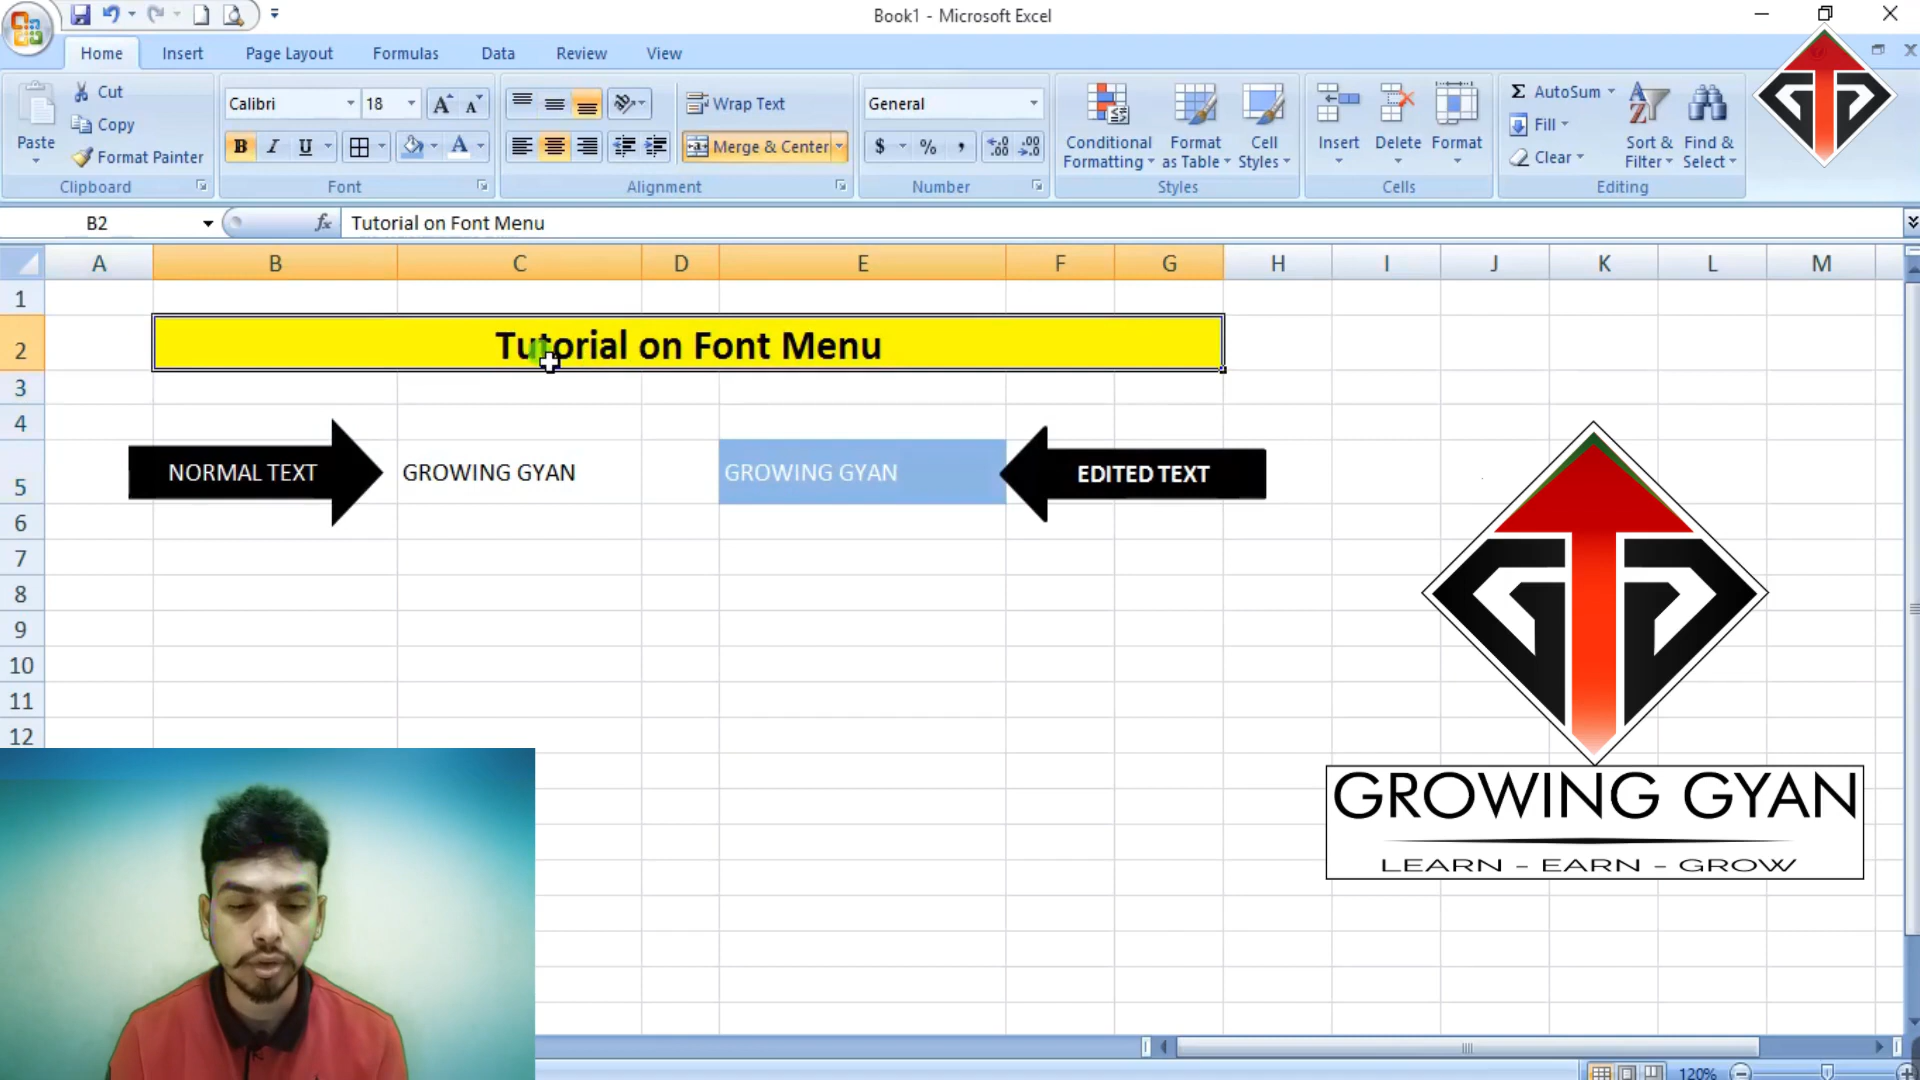 Book1 - Microsoft Excel
Home Insert Page Layout Formulas Data Review View
Paste
Cut
Copy
Format Painter
Clipboard
Calibri 18 A A
B I U A
Font
Wrap Text
Merge & Center
Alignment
General
$ % ,
Number
Conditional Formatting
Format as Table
Cell Styles
Styles
Insert Delete Format
Cells
Σ AutoSum
Fill
Clear
Sort & Filter
Find & Select
Editing
B2 fx Tutorial on Font Menu
A B C D E F G H I J K L M
1
2 Tutorial on Font Menu
3
4
5 NORMAL TEXT GROWING GYAN GROWING GYAN EDITED TEXT
6
7
8
9
10
11
12
GROWING GYAN
LEARN - EARN - GROW
120%